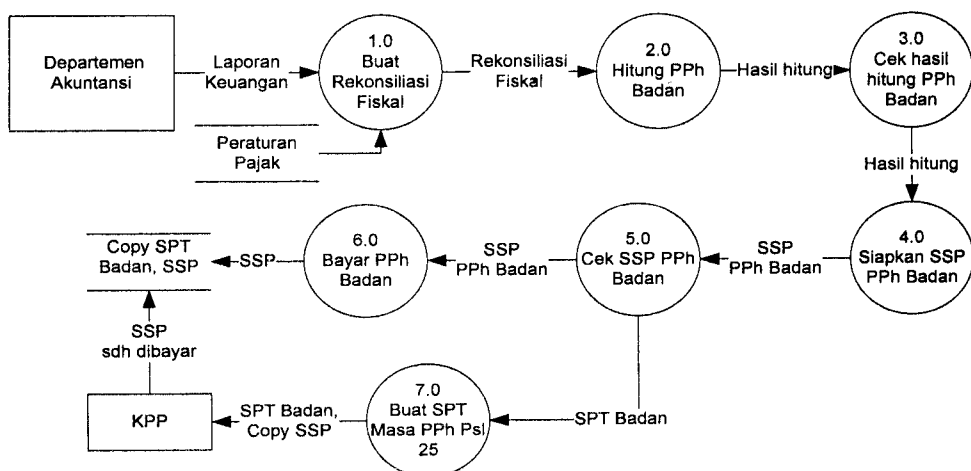 Departemen
Akuntansi
Laporan
Keuangan
1.0
Buat
Rekonsiliasi
Fiskal
Rekonsiliasi
Fiskal
2.0
Hitung PPh
Badan
Hasil hitung
3.0
Cek hasil
hitung PPh
Badan
Peraturan
Pajak
Hasil hitung
Copy SPT
Badan, SSP
SSP
6.0
Bayar PPh
Badan
SSP
PPh Badan
5.0
Cek SSP PPh
Badan
SSP
PPh Badan
4.0
Siapkan SSP
PPh Badan
SSP
sdh dibayar
KPP
SPT Badan,
Copy SSP
7.0
Buat SPT
Masa PPh Psl
25
SPT Badan